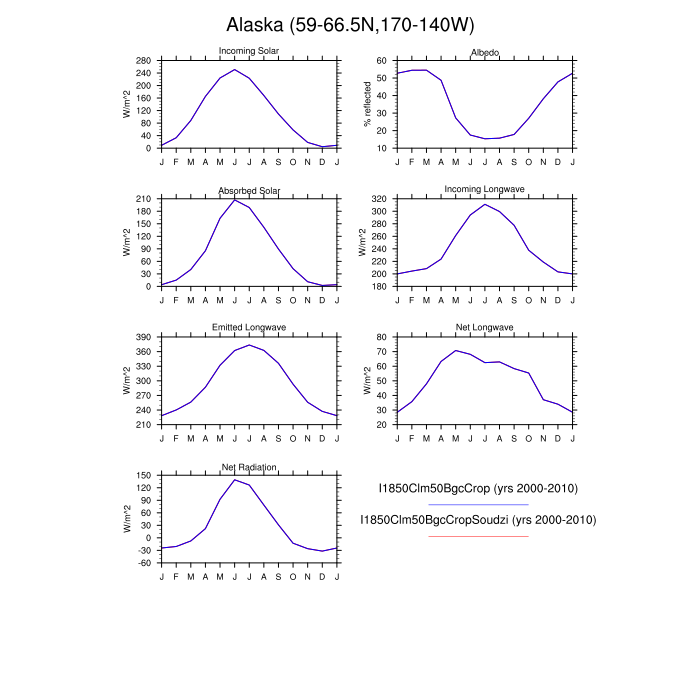 Alaska (59-66.5N,170-140W)
Incoming Solar
W/m^2
280
240
200
160
120
80
40
0
J F M A M J J A S O N D J
Albedo
% reflected
60
50
40
30
20
10
J F M A M J J A S O N D J
Absorbed Solar
W/m^2
210
180
150
120
90
60
30
0
J F M A M J J A S O N D J
Incoming Longwave
W/m^2
320
300
280
260
240
220
200
180
J F M A M J J A S O N D J
Emitted Longwave
W/m^2
390
360
330
300
270
240
210
J F M A M J J A S O N D J
Net Longwave
W/m^2
80
70
60
50
40
30
20
J F M A M J J A S O N D J
Net Radiation
W/m^2
150
120
90
60
30
0
-30
-60
J F M A M J J A S O N D J
I1850Clm50BgcCrop (yrs 2000-2010)
I1850Clm50BgcCropSoudzi (yrs 2000-2010)